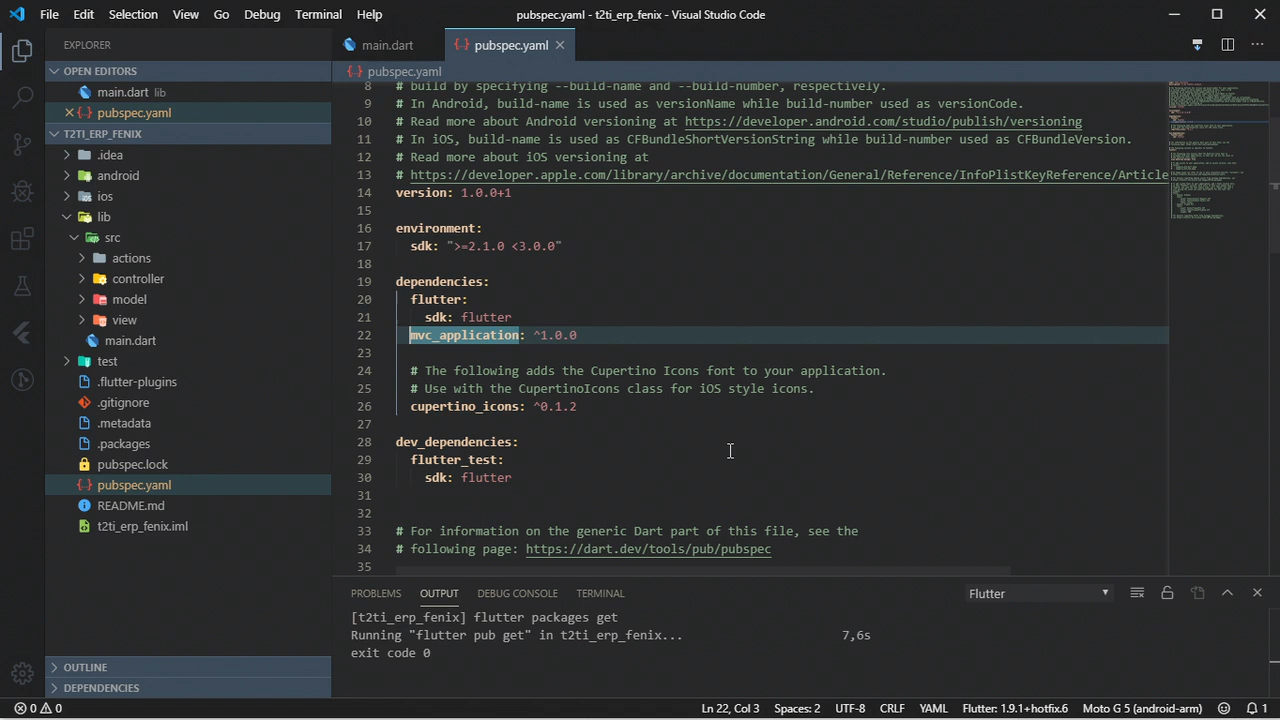 File Edit Selection View Go Debug Terminal Help
pubspec.yaml - t2ti_erp_fenix - Visual Studio Code
EXPLORER
OPEN EDITORS
main.dart lib
pubspec.yaml
T2TI_ERP_FENIX
.idea
android
ios
lib
src
actions
controller
model
view
main.dart
test
.flutter-plugins
.gitignore
.metadata
.packages
pubspec.lock
pubspec.yaml
README.md
t2ti_erp_fenix.iml
OUTLINE
DEPENDENCIES
main.dart
pubspec.yaml
pubspec.yaml
8 # build by specifying --build-name and --build-number, respectively.
9 # In Android, build-name is used as versionName while build-number used as versionCode.
10 # Read more about Android versioning at https://developer.android.com/studio/publish/versioning
11 # In iOS, build-name is used as CFBundleShortVersionString while build-number used as CFBundleVersion.
12 # Read more about iOS versioning at
13 # https://developer.apple.com/library/archive/documentation/General/Reference/InfoPlistKeyReference/Article
14 version: 1.0.0+1
15
16 environment:
17 sdk: ">=2.1.0 <3.0.0"
18
19 dependencies:
20 flutter:
21 sdk: flutter
22 mvc_application: ^1.0.0
23
24 # The following adds the Cupertino Icons font to your application.
25 # Use with the CupertinoIcons class for iOS style icons.
26 cupertino_icons: ^0.1.2
27
28 dev_dependencies:
29 flutter_test:
30 sdk: flutter
31
32
33 # For information on the generic Dart part of this file, see the
34 # following page: https://dart.dev/tools/pub/pubspec
35
PROBLEMS OUTPUT DEBUG CONSOLE TERMINAL
Flutter
[t2ti_erp_fenix] flutter packages get
Running "flutter pub get" in t2ti_erp_fenix... 7,6s
exit code 0
0 0
Ln 22, Col 3 Spaces: 2 UTF-8 CRLF YAML Flutter: 1.9.1+hotfix.6 Moto G 5 (android-arm) 1